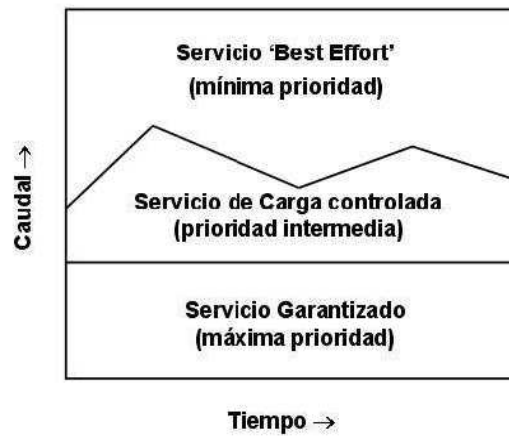 Servicio ‘Best Effort’
(mínima prioridad)
Caudal →
Servicio de Carga controlada
(prioridad intermedia)
Servicio Garantizado
(máxima prioridad)
Tiempo →